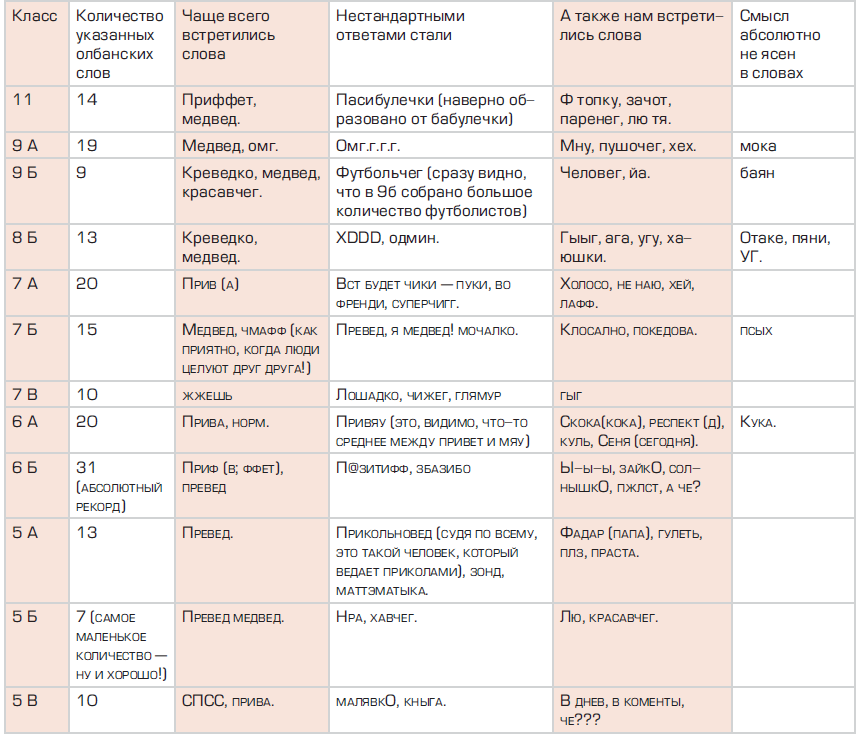 Класс
Количество
указанных
олбанских
слов
Чаще всего
встретились
слова
Нестандартными
ответами стали
А также нам встрети–
лись слова
Смысл
абсолютно
не ясен
в словах
11
14
Приффет,
медвед.
Пасибулечки (наверно об–
разовано от бабулечки)
Ф топку, зачот,
паренег, лю тя.
9 А
19
Медвед, омг.
Омг.г.г.г.
Мну, пушочег, хех.
мока
9 Б
9
Креведко, медвед,
красавчег.
Футбольчег (сразу видно,
что в 9б собрано большое
количество футболистов)
Человег, йа.
баян
8 Б
13
Креведко,
медвед.
XDDD, одмин.
Гыыг, ага, угу, ха–
юшки.
Отаке, пяни,
УГ.
7 А
20
Прив (а)
Вст будет чики — пуки, во
френди, суперчигг.
Холосо, не наю, хей,
лафф.
7 Б
15
Медвед, чмафф (как
приятно, когда люди
целуют друг друга!)
Превед, я медвед! мочалко.
Клосално, покедова.
псых
7 В
10
жжешь
Лошадко, чижег, глямур
гыг
6 А
20
Прива, норм.
Привяу (это, видимо, что–то
среднее между привет и мяу)
Скока(кока), респект (д),
куль, Сеня (сегодня).
Кука.
6 Б
31
(абсолютный
рекорд)
Приф (в; ффет),
превед
П@зитифф, збазибо
Ы–ы–ы, зайкО, сол–
нышкО, пжлст, а че?
5 А
13
Превед.
Прикольновед (судя по всему,
это такой человек, который
ведает приколами), зонд,
маттэматыка.
Фадар (папа), гулеть,
плз, праста.
5 Б
7 (самое
маленькое
количество —
ну и хорошо!)
Превед медвед.
Нра, хавчег.
Лю, красавчег.
5 В
10
СПСС, прива.
малявкО, кныга.
В днев, в коменты,
че???